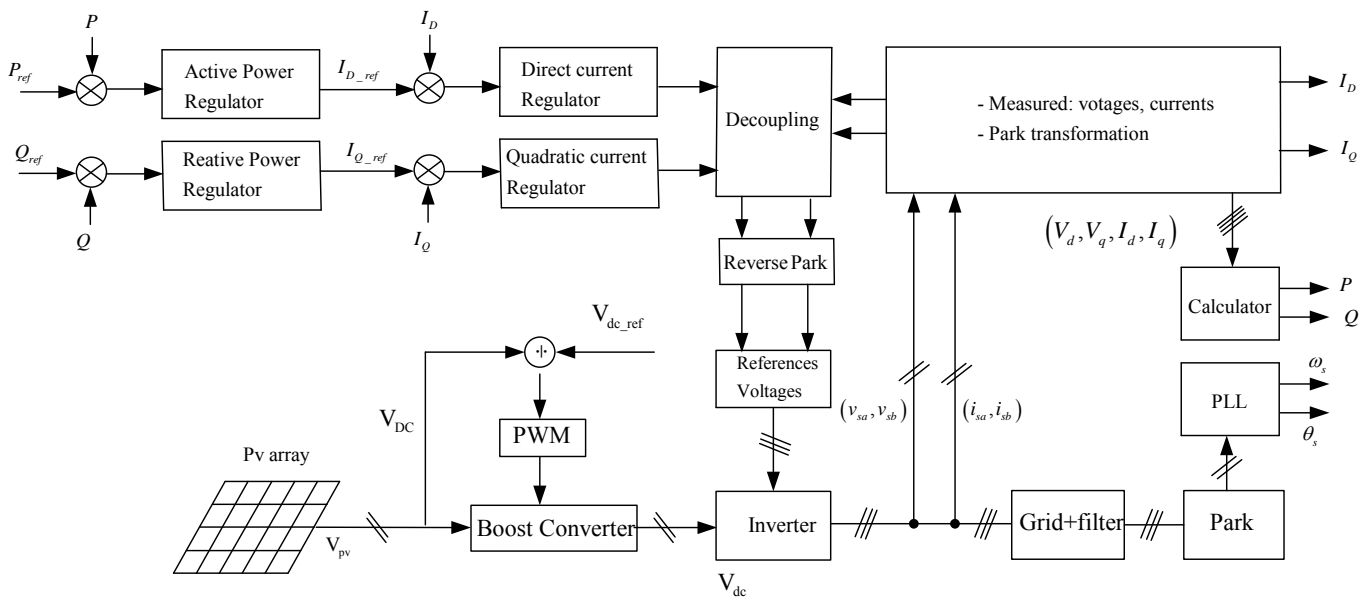 P
I_D
P_ref
Active Power
Regulator
I_D_ref
Direct current
Regulator
Decoupling
- Measured: votages, currents
- Park transformation
I_D
I_Q
Q_ref
Reative Power
Regulator
I_Q_ref
Quadratic current
Regulator
Q
I_Q
(V_d, V_q, I_d, I_q)
Reverse Park
Calculator
P
Q
V_dc_ref
References
Voltages
(v_sa, v_sb)
(i_sa, i_sb)
PLL
ω_s
θ_s
V_DC
PWM
Pv array
V_pv
Boost Converter
Inverter
V_dc
Grid+filter
Park